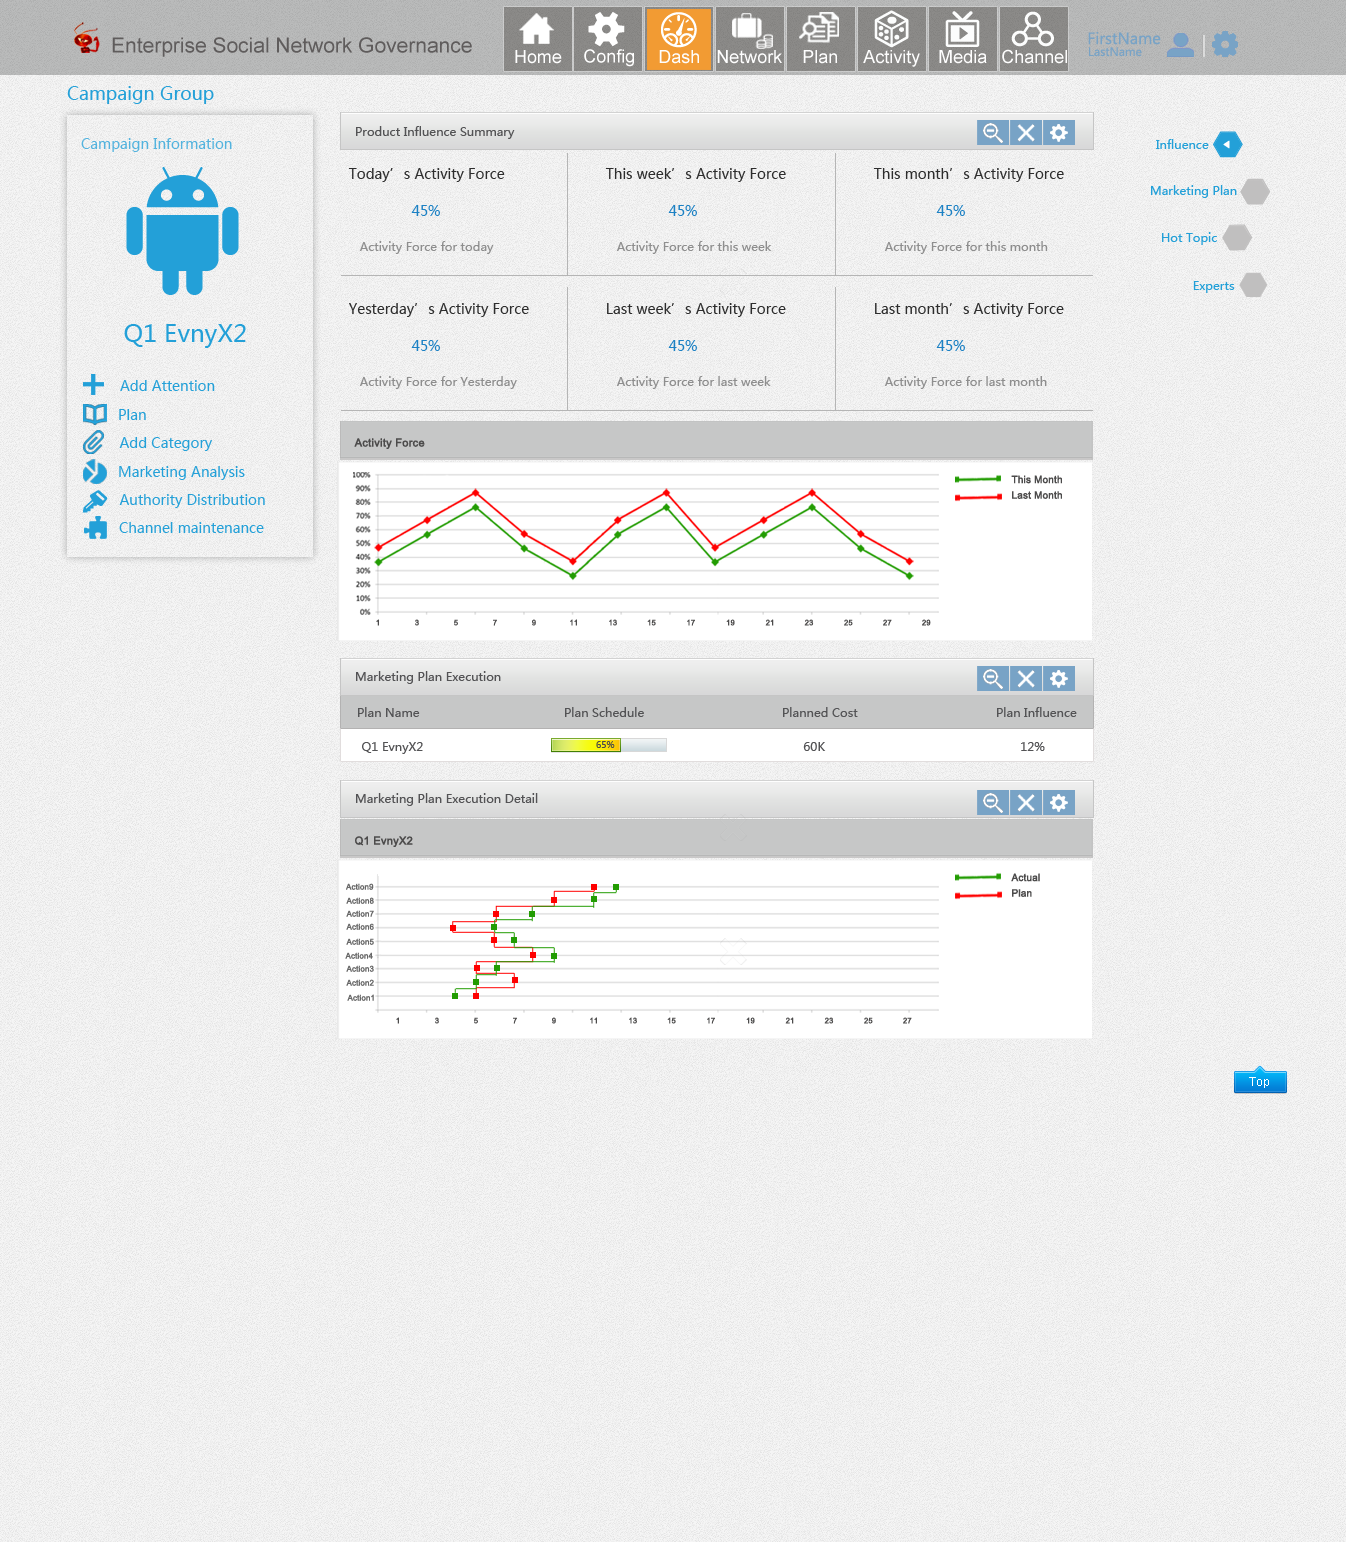 Enterprise Social Network Governance
Home
Config
Dash
Network
Plan
Activity
Media
Channel
FirstName
LastName
Campaign Group
Campaign Information
Q1 EvnyX2
Add Attention
Plan
Add Category
Marketing Analysis
Authority Distribution
Channel maintenance
Product Influence Summary
Today’s Activity Force
This week’s Activity Force
This month’s Activity Force
45%
45%
45%
Activity Force for today
Activity Force for this week
Activity Force for this month
Yesterday’s Activity Force
Last week’s Activity Force
Last month’s Activity Force
45%
45%
45%
Activity Force for Yesterday
Activity Force for last week
Activity Force for last month
Influence
Marketing Plan
Hot Topic
Experts
Activity Force
100%
90%
80%
70%
60%
50%
40%
30%
20%
10%
0%
1 3 5 7 9 11 13 15 17 19 21 23 25 27 29
This Month
Last Month
Marketing Plan Execution
Plan Name Plan Schedule Planned Cost Plan Influence
Q1 EvnyX2 65% 60K 12%
Marketing Plan Execution Detail
Q1 EvnyX2
Action9
Action8
Action7
Action6
Action5
Action4
Action3
Action2
Action1
1 3 5 7 9 11 13 15 17 19 21 23 25 27
Actual
Plan
Top